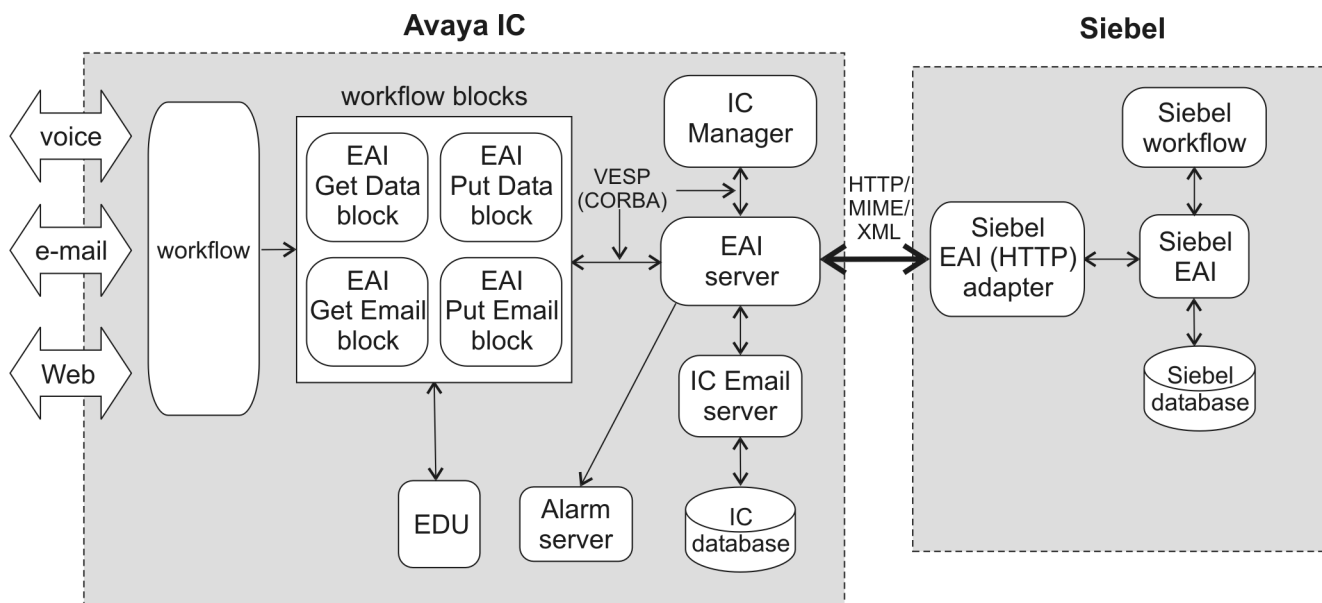 Avaya IC
Siebel
voice
e-mail
Web
workflow
workflow blocks
EAI
Get Data
block
EAI
Put Data
block
EAI
Get Email
block
EAI
Put Email
block
VESP
(CORBA)
IC
Manager
EAI
server
IC Email
server
IC
database
EDU
Alarm
server
HTTP/
MIME/
XML
Siebel
EAI (HTTP)
adapter
Siebel
workflow
Siebel
EAI
Siebel
database